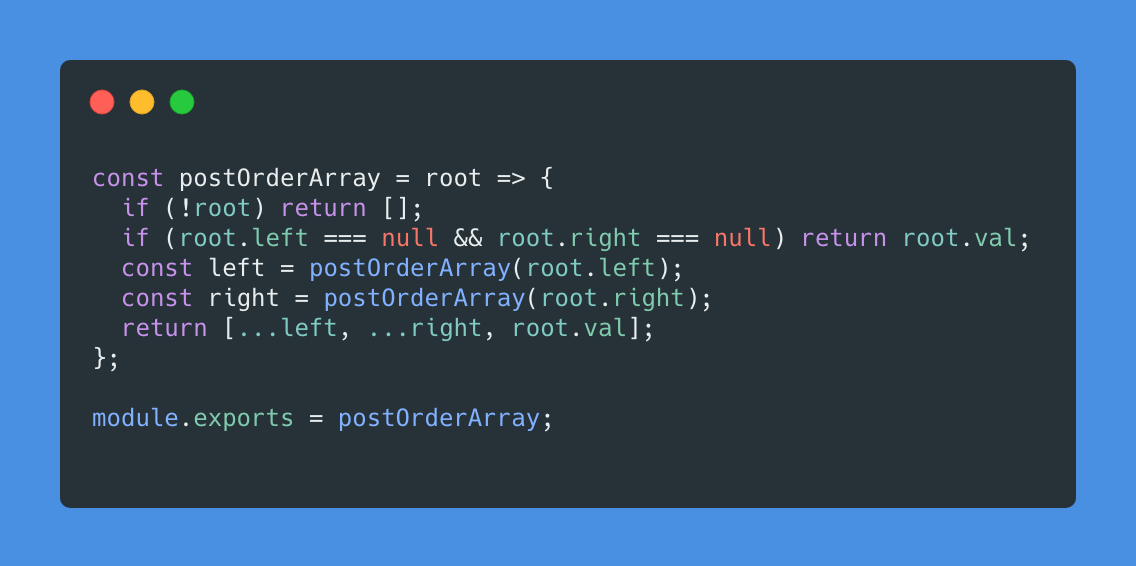 const postOrderArray = root => {
  if (!root) return [];
  if (root.left === null && root.right === null) return root.val;
  const left = postOrderArray(root.left);
  const right = postOrderArray(root.right);
  return [...left, ...right, root.val];
};

module.exports = postOrderArray;